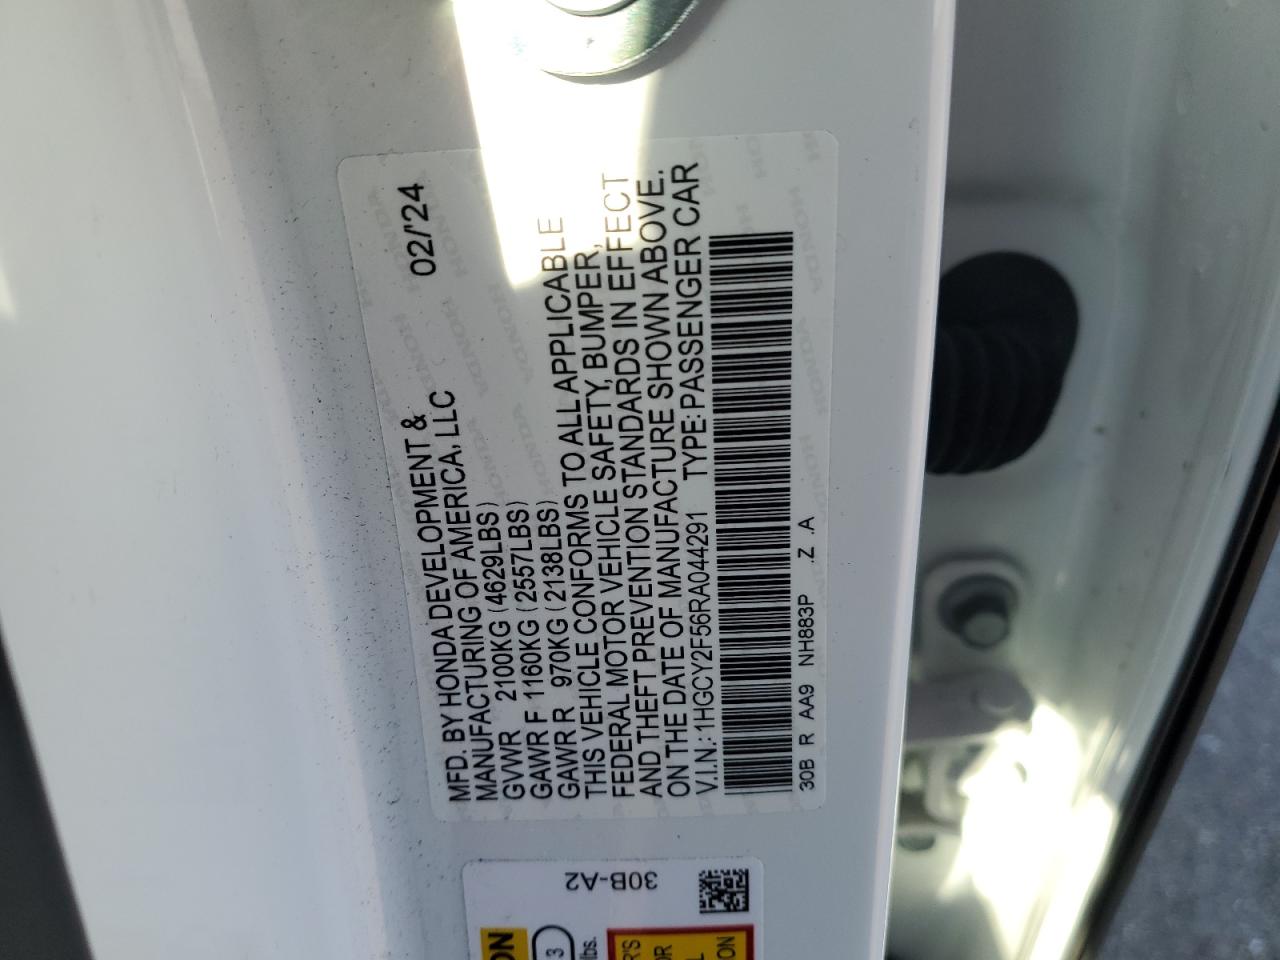 MFD. BY HONDA DEVELOPMENT & 02/'24
MANUFACTURING OF AMERICA, LLC
GVWR 2100KG (4629LBS)
GAWR F 1160KG (2557LBS)
GAWR R 970KG (2138LBS)
THIS VEHICLE CONFORMS TO ALL APPLICABLE
FEDERAL MOTOR VEHICLE SAFETY, BUMPER,
AND THEFT PREVENTION STANDARDS IN EFFECT
ON THE DATE OF MANUFACTURE SHOWN ABOVE.
V.I.N.: 1HGCY2F56RA044291 TYPE: PASSENGER CAR
30B R AA9 NH883P .Z .A
30B-A2
3
lbs.